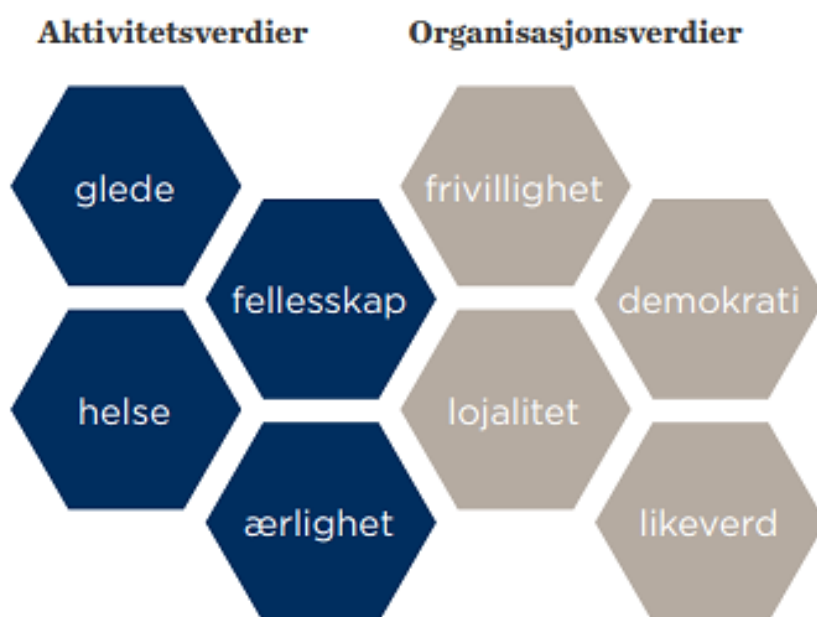 Aktivitetsverdier
Organisasjonsverdier
glede
fellesskap
helse
ærlighet
frivillighet
demokrati
lojalitet
likeverd